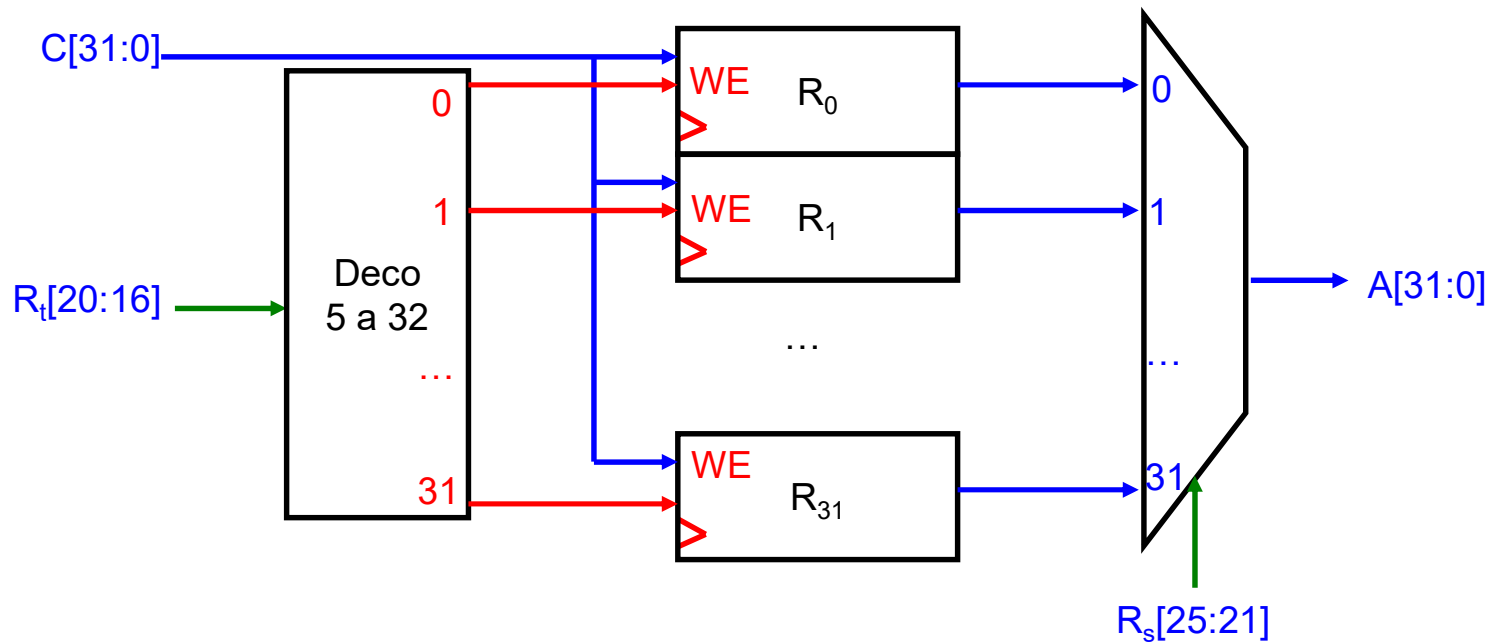 C[31:0]
0
WE
R₀
0
1
WE
R₁
1
Deco
5 a 32
Rₜ[20:16]
A[31:0]
...
...
...
31
WE
R₃₁
31
Rₛ[25:21]